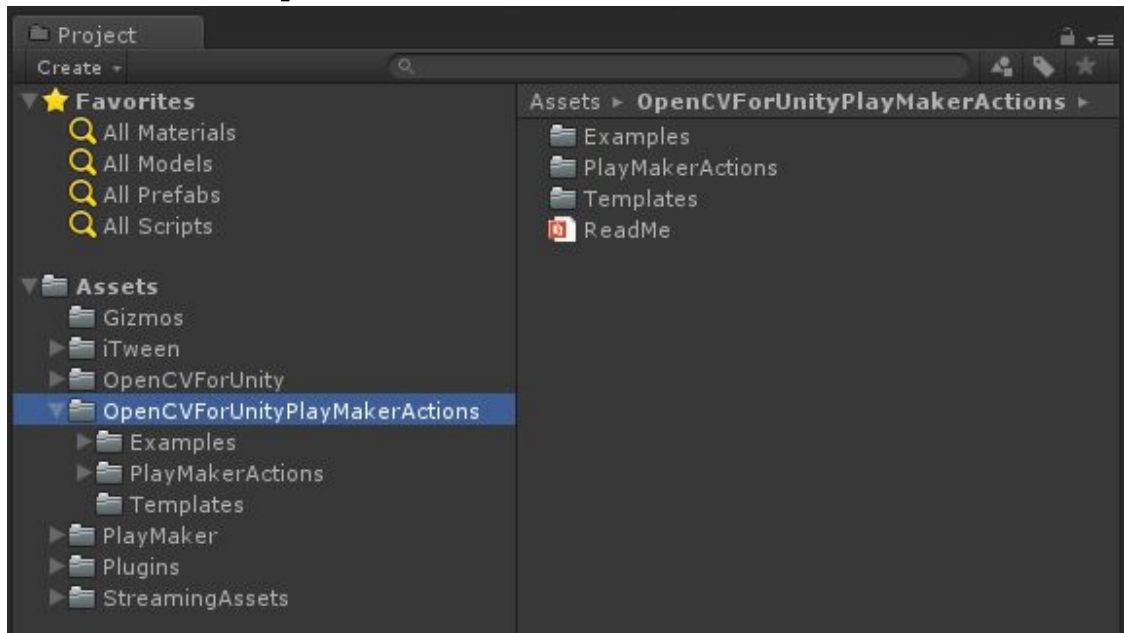 Project
Create
Favorites
All Materials
All Models
All Prefabs
All Scripts
Assets
Gizmos
iTween
OpenCVForUnity
OpenCVForUnityPlayMakerActions
Examples
PlayMakerActions
Templates
PlayMaker
Plugins
StreamingAssets
Assets ▸ OpenCVForUnityPlayMakerActions ▸
Examples
PlayMakerActions
Templates
ReadMe